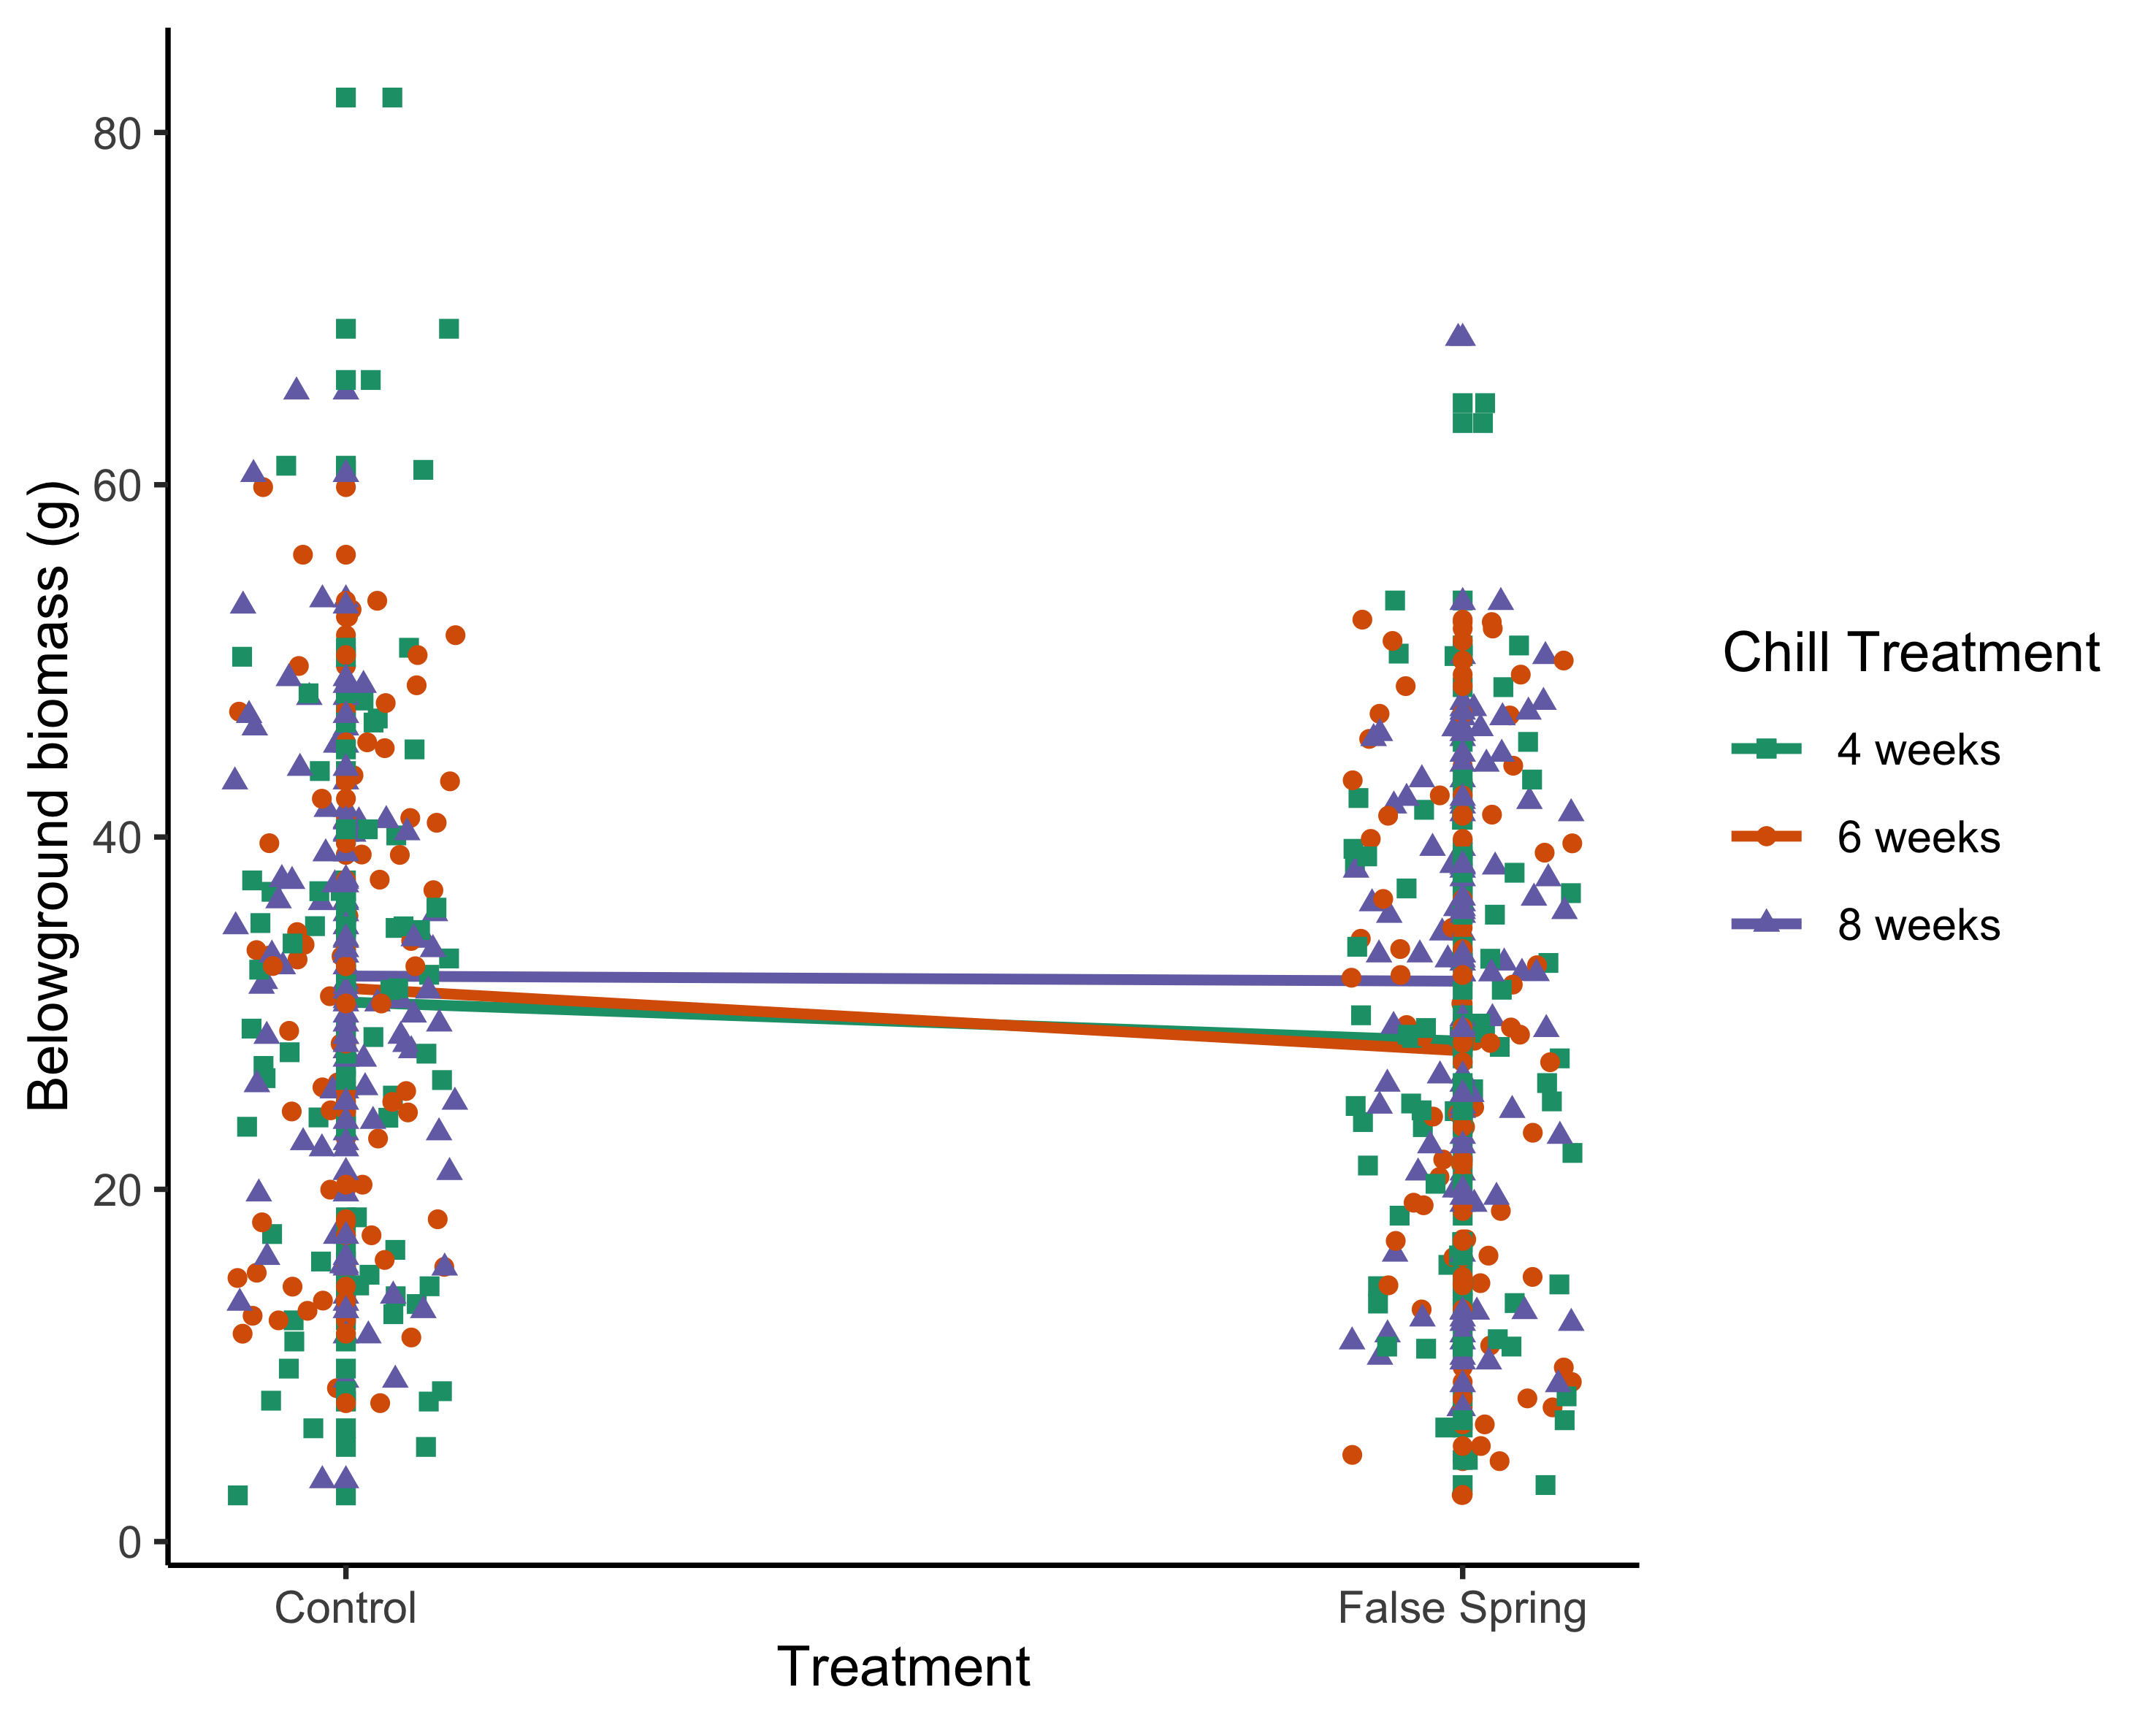 80
60
40
20
0
Belowground biomass (g)
Control
False Spring
Treatment
Chill Treatment
4 weeks
6 weeks
8 weeks